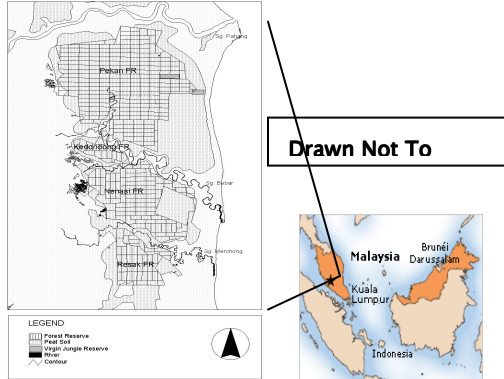 Sg. Pahang
Pekan FR
Kedondong FR
Sg. Bebar
Nenasi FR
Sg. Merchong
Resak FR
LEGEND
Forest Reserve
Peat Soil
Virgin Jungle Reserve
River
Contour
Drawn Not To
Malaysia
Brunéi
Darussalam
Kuala
Lumpur
Indonesia